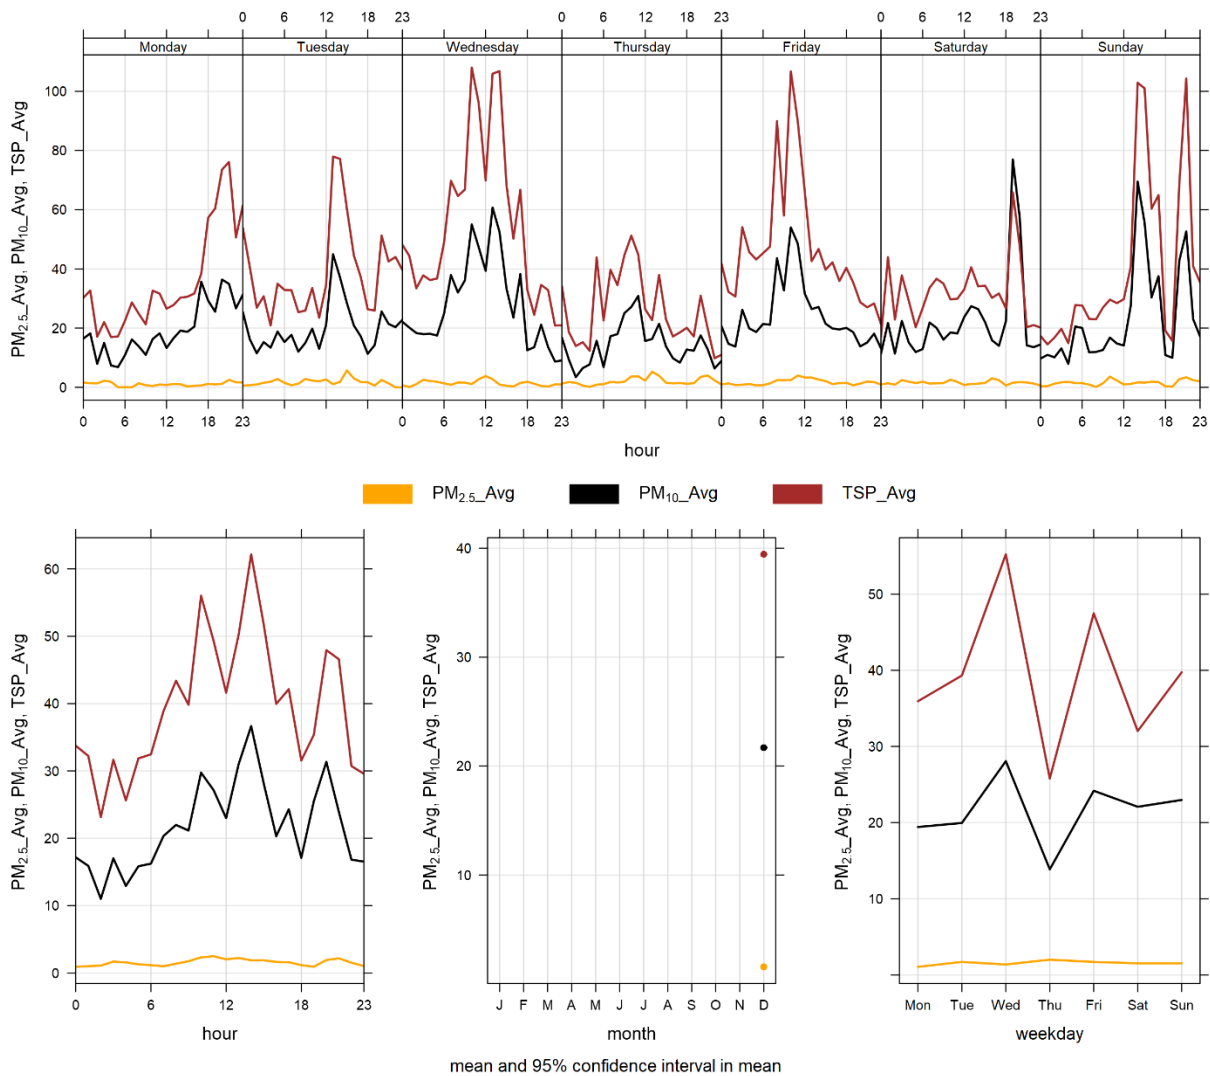 0 6 12 18 23 0 6 12 18 23 0 6 12 18 23
Monday Tuesday Wednesday Thursday Friday Saturday Sunday
PM2.5_Avg, PM10_Avg, TSP_Avg
100
80
60
40
20
0
0 6 12 18 23 0 6 12 18 23 0 6 12 18 23 0 6 12 18 23
hour
PM2.5_Avg PM10_Avg TSP_Avg
PM2.5_Avg, PM10_Avg, TSP_Avg
60
50
40
30
20
10
0
0 6 12 18 23
hour
PM2.5_Avg, PM10_Avg, TSP_Avg
40
30
20
10
J F M A M J J A S O N D
month
PM2.5_Avg, PM10_Avg, TSP_Avg
50
40
30
20
10
Mon Tue Wed Thu Fri Sat Sun
weekday
mean and 95% confidence interval in mean